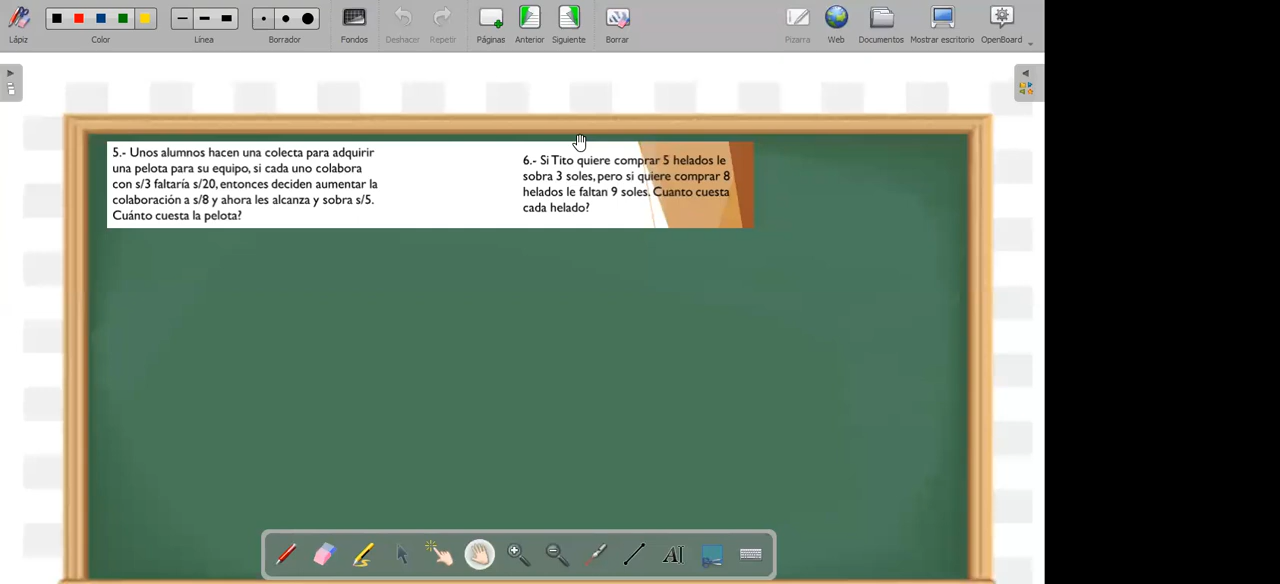 Lápiz
Color
Línea
Borrador
Fondos
Deshacer
Repetir
Páginas
Anterior
Siguiente
Borrar
Pizarra
Web
Documentos
Mostrar escritorio
OpenBoard
5.- Unos alumnos hacen una colecta para adquirir
una pelota para su equipo, si cada uno colabora
con s/3 faltaría s/20, entonces deciden aumentar la
colaboración a s/8 y ahora les alcanza y sobra s/5.
Cuánto cuesta la pelota?
6.- Si Tito quiere comprar 5 helados le
sobra 3 soles, pero si quiere comprar 8
helados le faltan 9 soles. Cuanto cuesta
cada helado?
AI